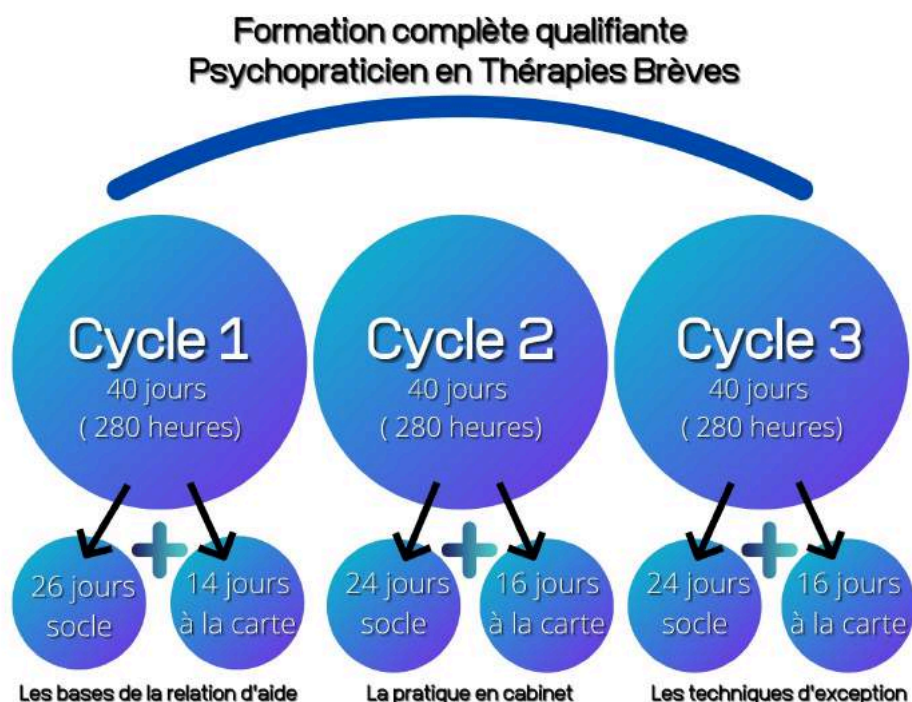 Formation complète qualifiante
Psychopraticien en Thérapies Brèves
Cycle 1
40 jours
( 280 heures)
26 jours
socle
14 jours
à la carte
Les bases de la relation d'aide
Cycle 2
40 jours
( 280 heures)
24 jours
socle
16 jours
à la carte
La pratique en cabinet
Cycle 3
40 jours
( 280 heures)
24 jours
socle
16 jours
à la carte
Les techniques d'exception